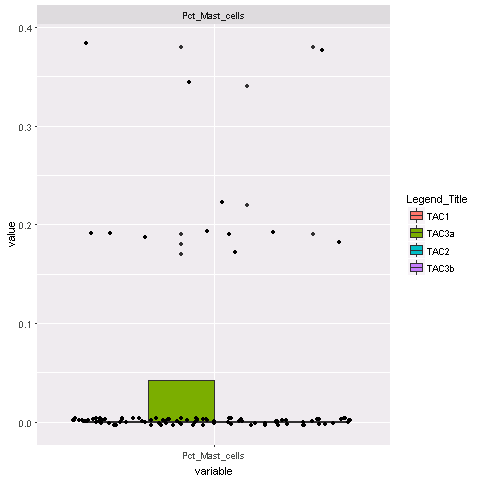 Pct_Mast_cells
0.4
0.3
0.2
0.1
0.0
value
Pct_Mast_cells
variable
Legend_Title
TAC1
TAC3a
TAC2
TAC3b